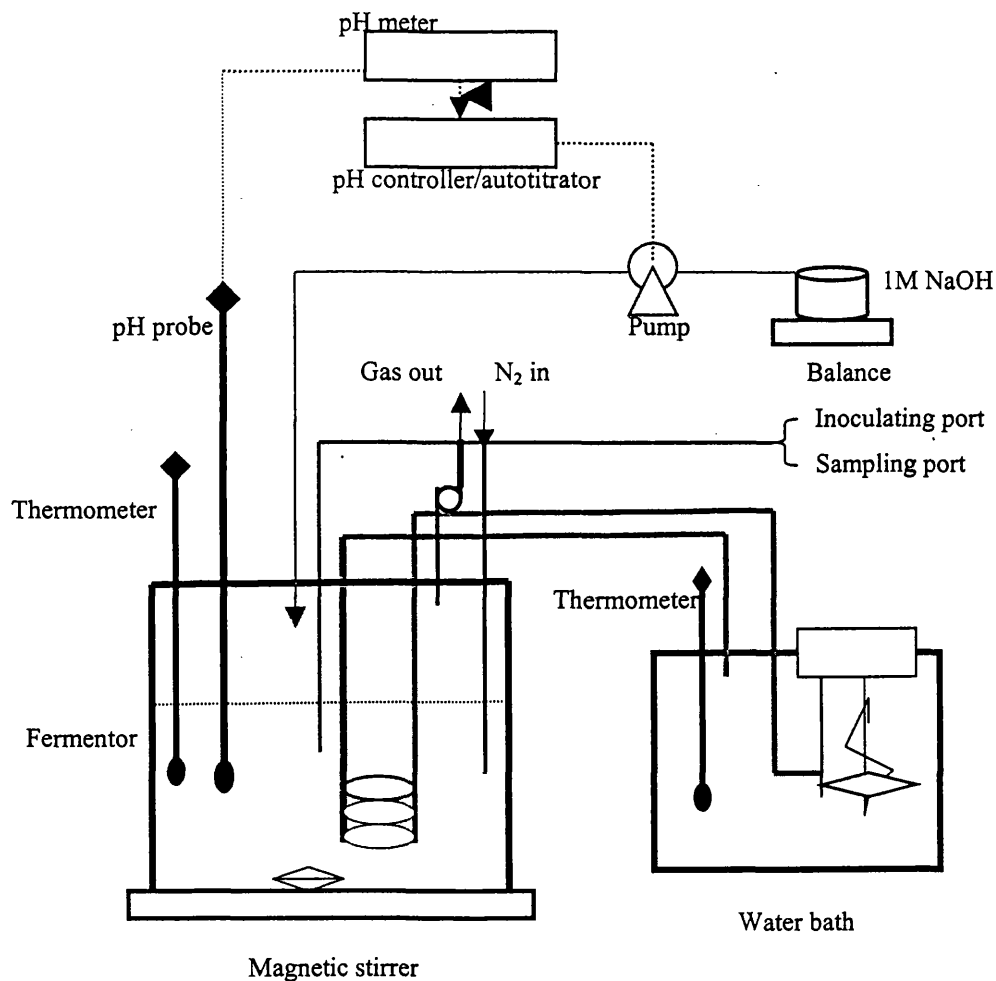 pH meter
pH controller/autotitrator
1M NaOH
pH probe
Pump
Balance
Gas out
N₂ in
Inoculating port
Sampling port
Thermometer
Thermometer
Fermentor
Water bath
Magnetic stirrer